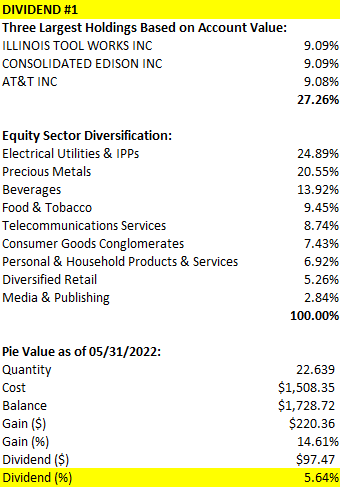 DIVIDEND #1
Three Largest Holdings Based on Account Value:
ILLINOIS TOOL WORKS INC 9.09%
CONSOLIDATED EDISON INC 9.09%
AT&T INC 9.08%
27.26%
Equity Sector Diversification:
Electrical Utilities & IPPs 24.89%
Precious Metals 20.55%
Beverages 13.92%
Food & Tobacco 9.45%
Telecommunications Services 8.74%
Consumer Goods Conglomerates 7.43%
Personal & Household Products & Services 6.92%
Diversified Retail 5.26%
Media & Publishing 2.84%
100.00%
Pie Value as of 05/31/2022:
Quantity 22.639
Cost $1,508.35
Balance $1,728.72
Gain ($) $220.36
Gain (%) 14.61%
Dividend ($) $97.47
Dividend (%) 5.64%